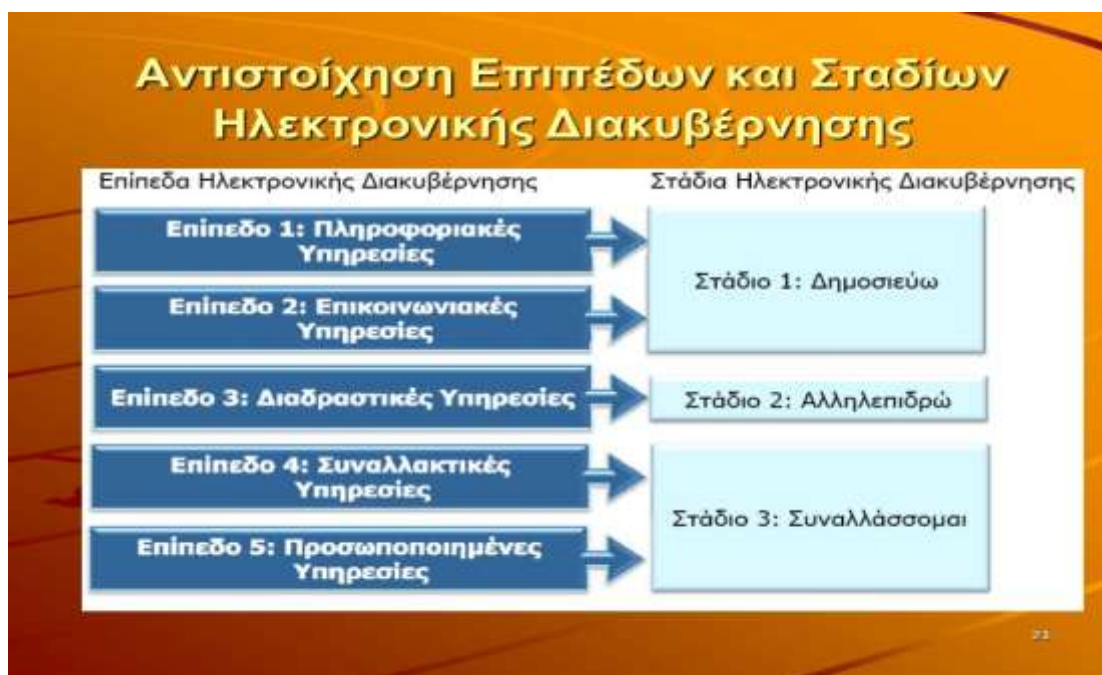 Αντιστοίχηση Επιπέδων και Σταδίων
Ηλεκτρονικής Διακυβέρνησης
Επίπεδα Ηλεκτρονικής Διακυβέρνησης
Στάδια Ηλεκτρονικής Διακυβέρνησης
Επίπεδο 1: Πληροφοριακές
Υπηρεσίες
Επίπεδο 2: Επικοινωνιακές
Υπηρεσίες
Στάδιο 1: Δημοσιεύω
Επίπεδο 3: Διαδραστικές Υπηρεσίες
Στάδιο 2: Αλληλεπιδρώ
Επίπεδο 4: Συναλλακτικές
Υπηρεσίες
Επίπεδο 5: Προσωποποιημένες
Υπηρεσίες
Στάδιο 3: Συναλλάσσομαι